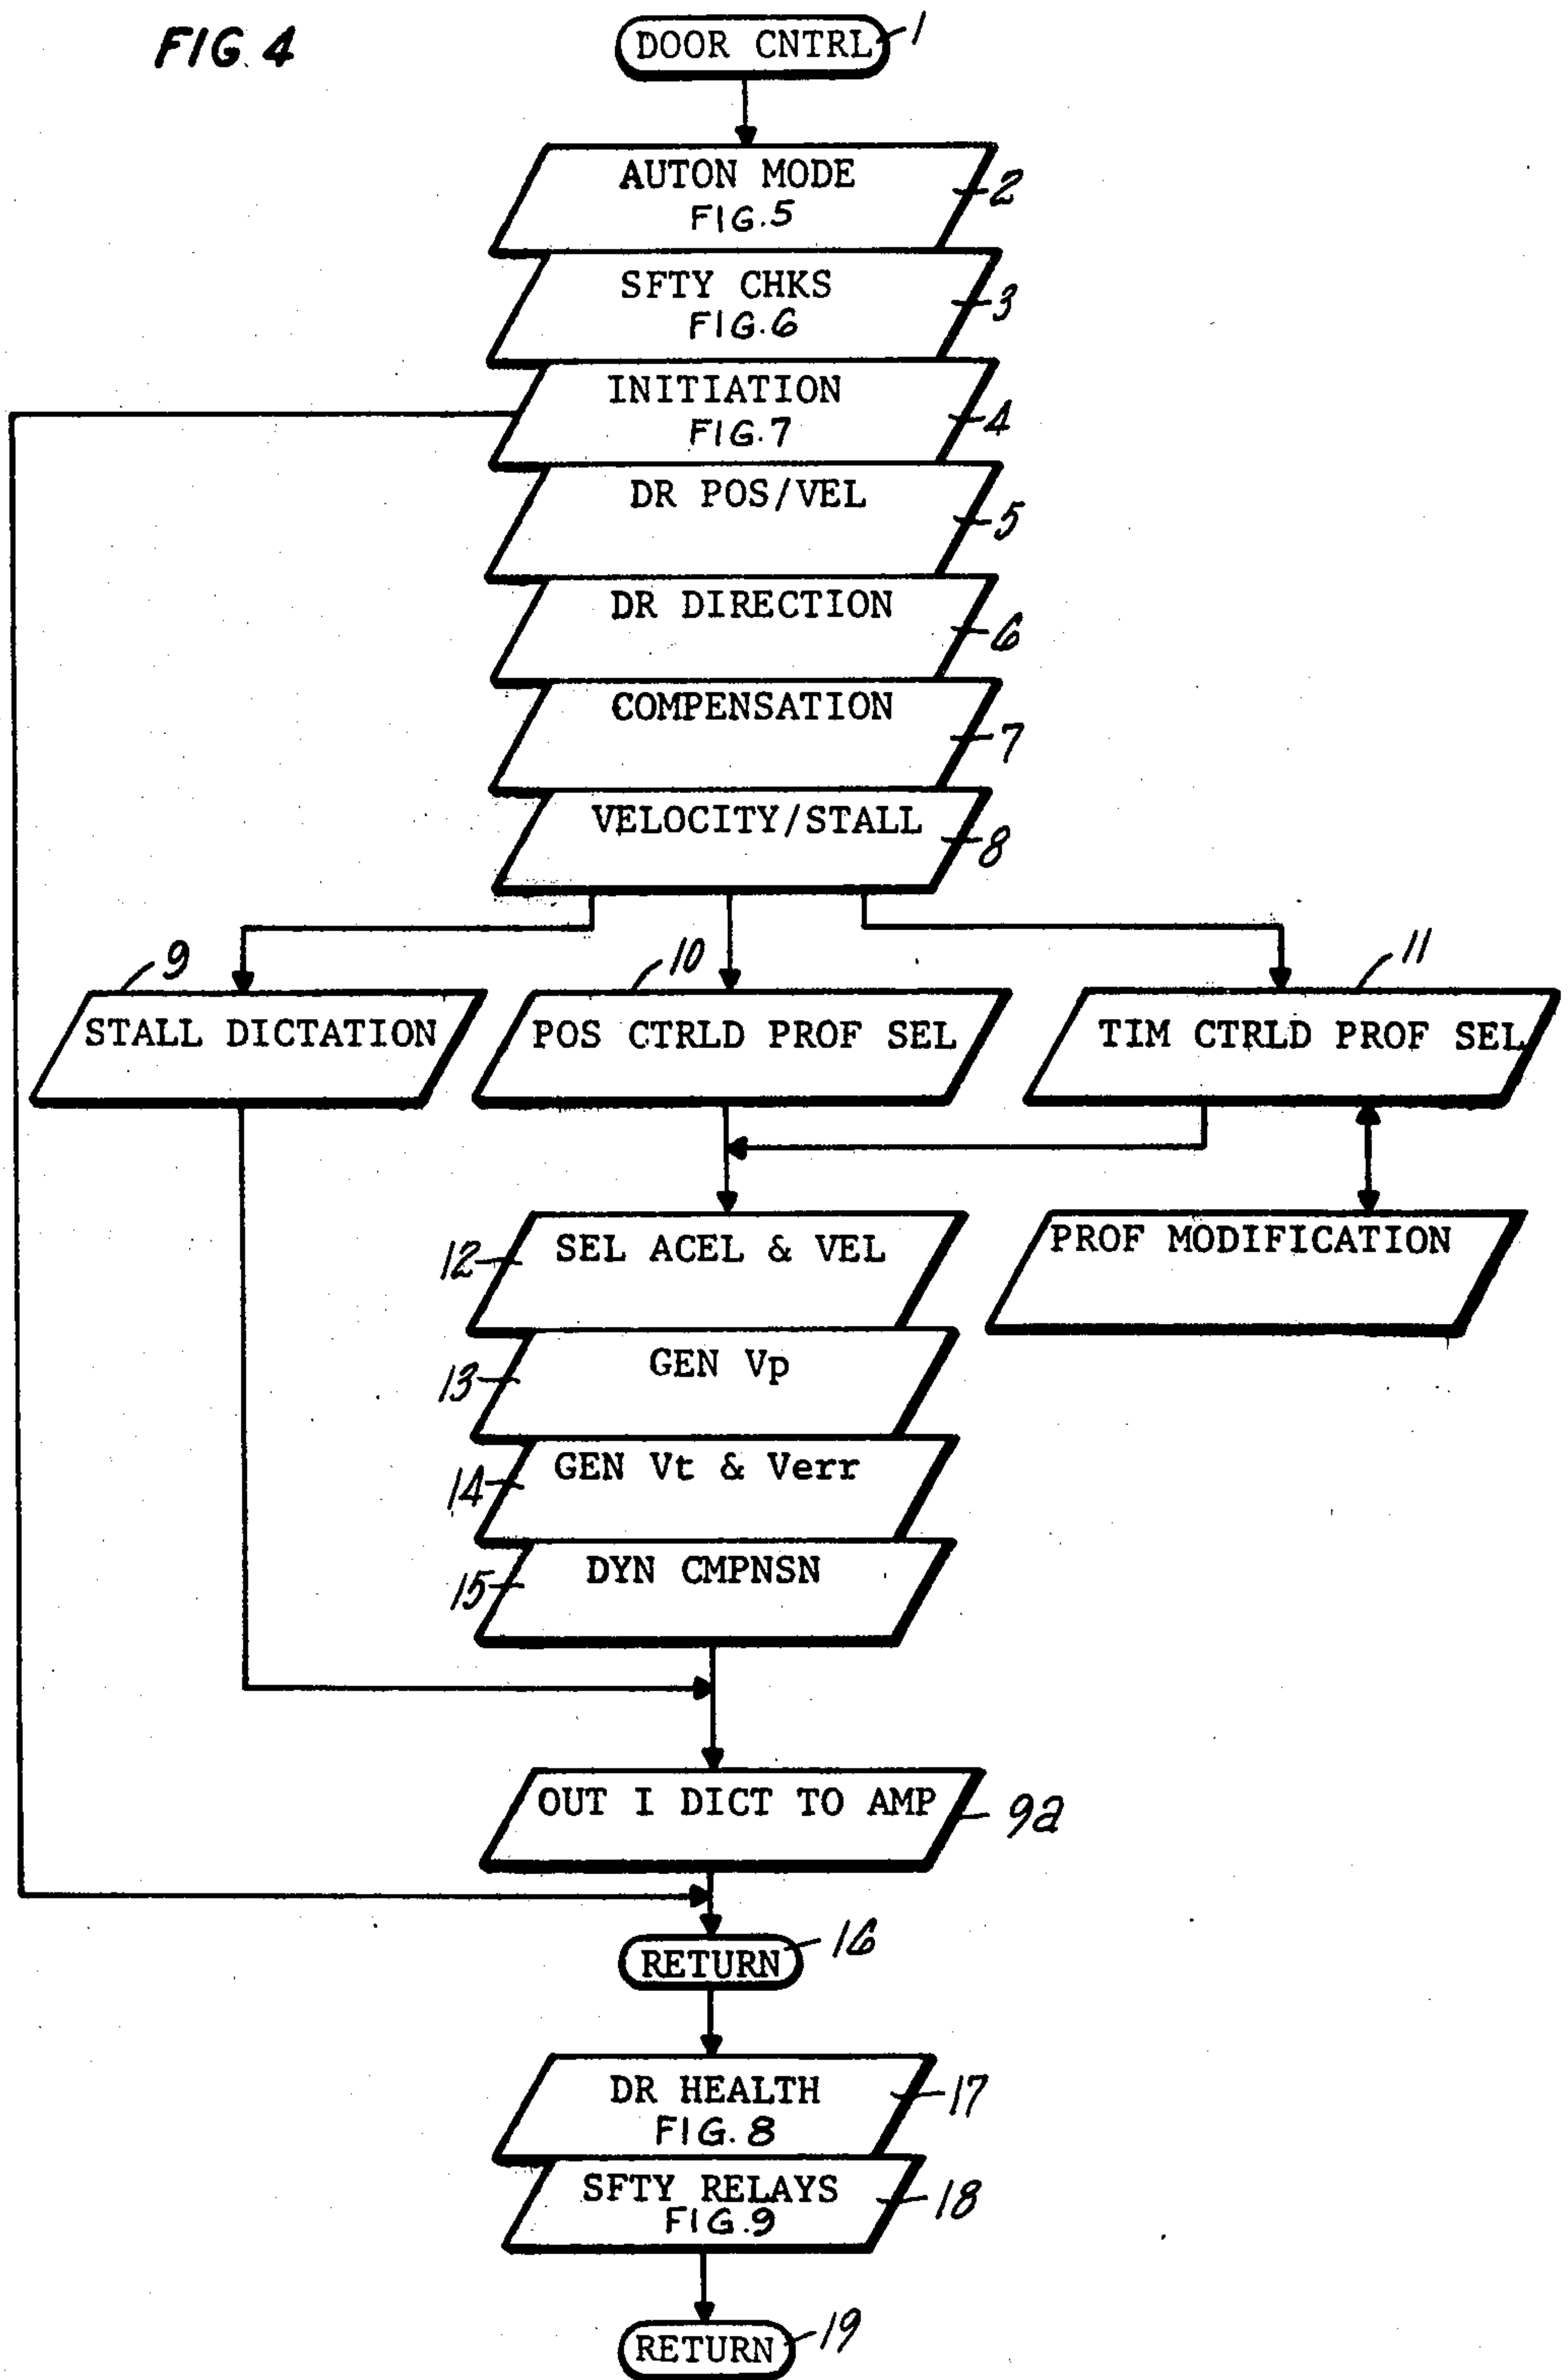 FIG. 4
DOOR CNTRL
1
AUTON MODE
FIG.5
2
SFTY CHKS
FIG.6
3
INITIATION
FIG.7
4
DR POS/VEL
5
DR DIRECTION
6
COMPENSATION
7
VELOCITY/STALL
8
9
10
11
STALL DICTATION
POS CTRLD PROF SEL
TIM CTRLD PROF SEL
12
SEL ACEL & VEL
PROF MODIFICATION
13
GEN Vp
14
GEN Vt & Verr
15
DYN CMPNSN
OUT I DICT TO AMP
9a
RETURN
16
DR HEALTH
FIG.8
17
SFTY RELAYS
FIG.9
18
RETURN
19